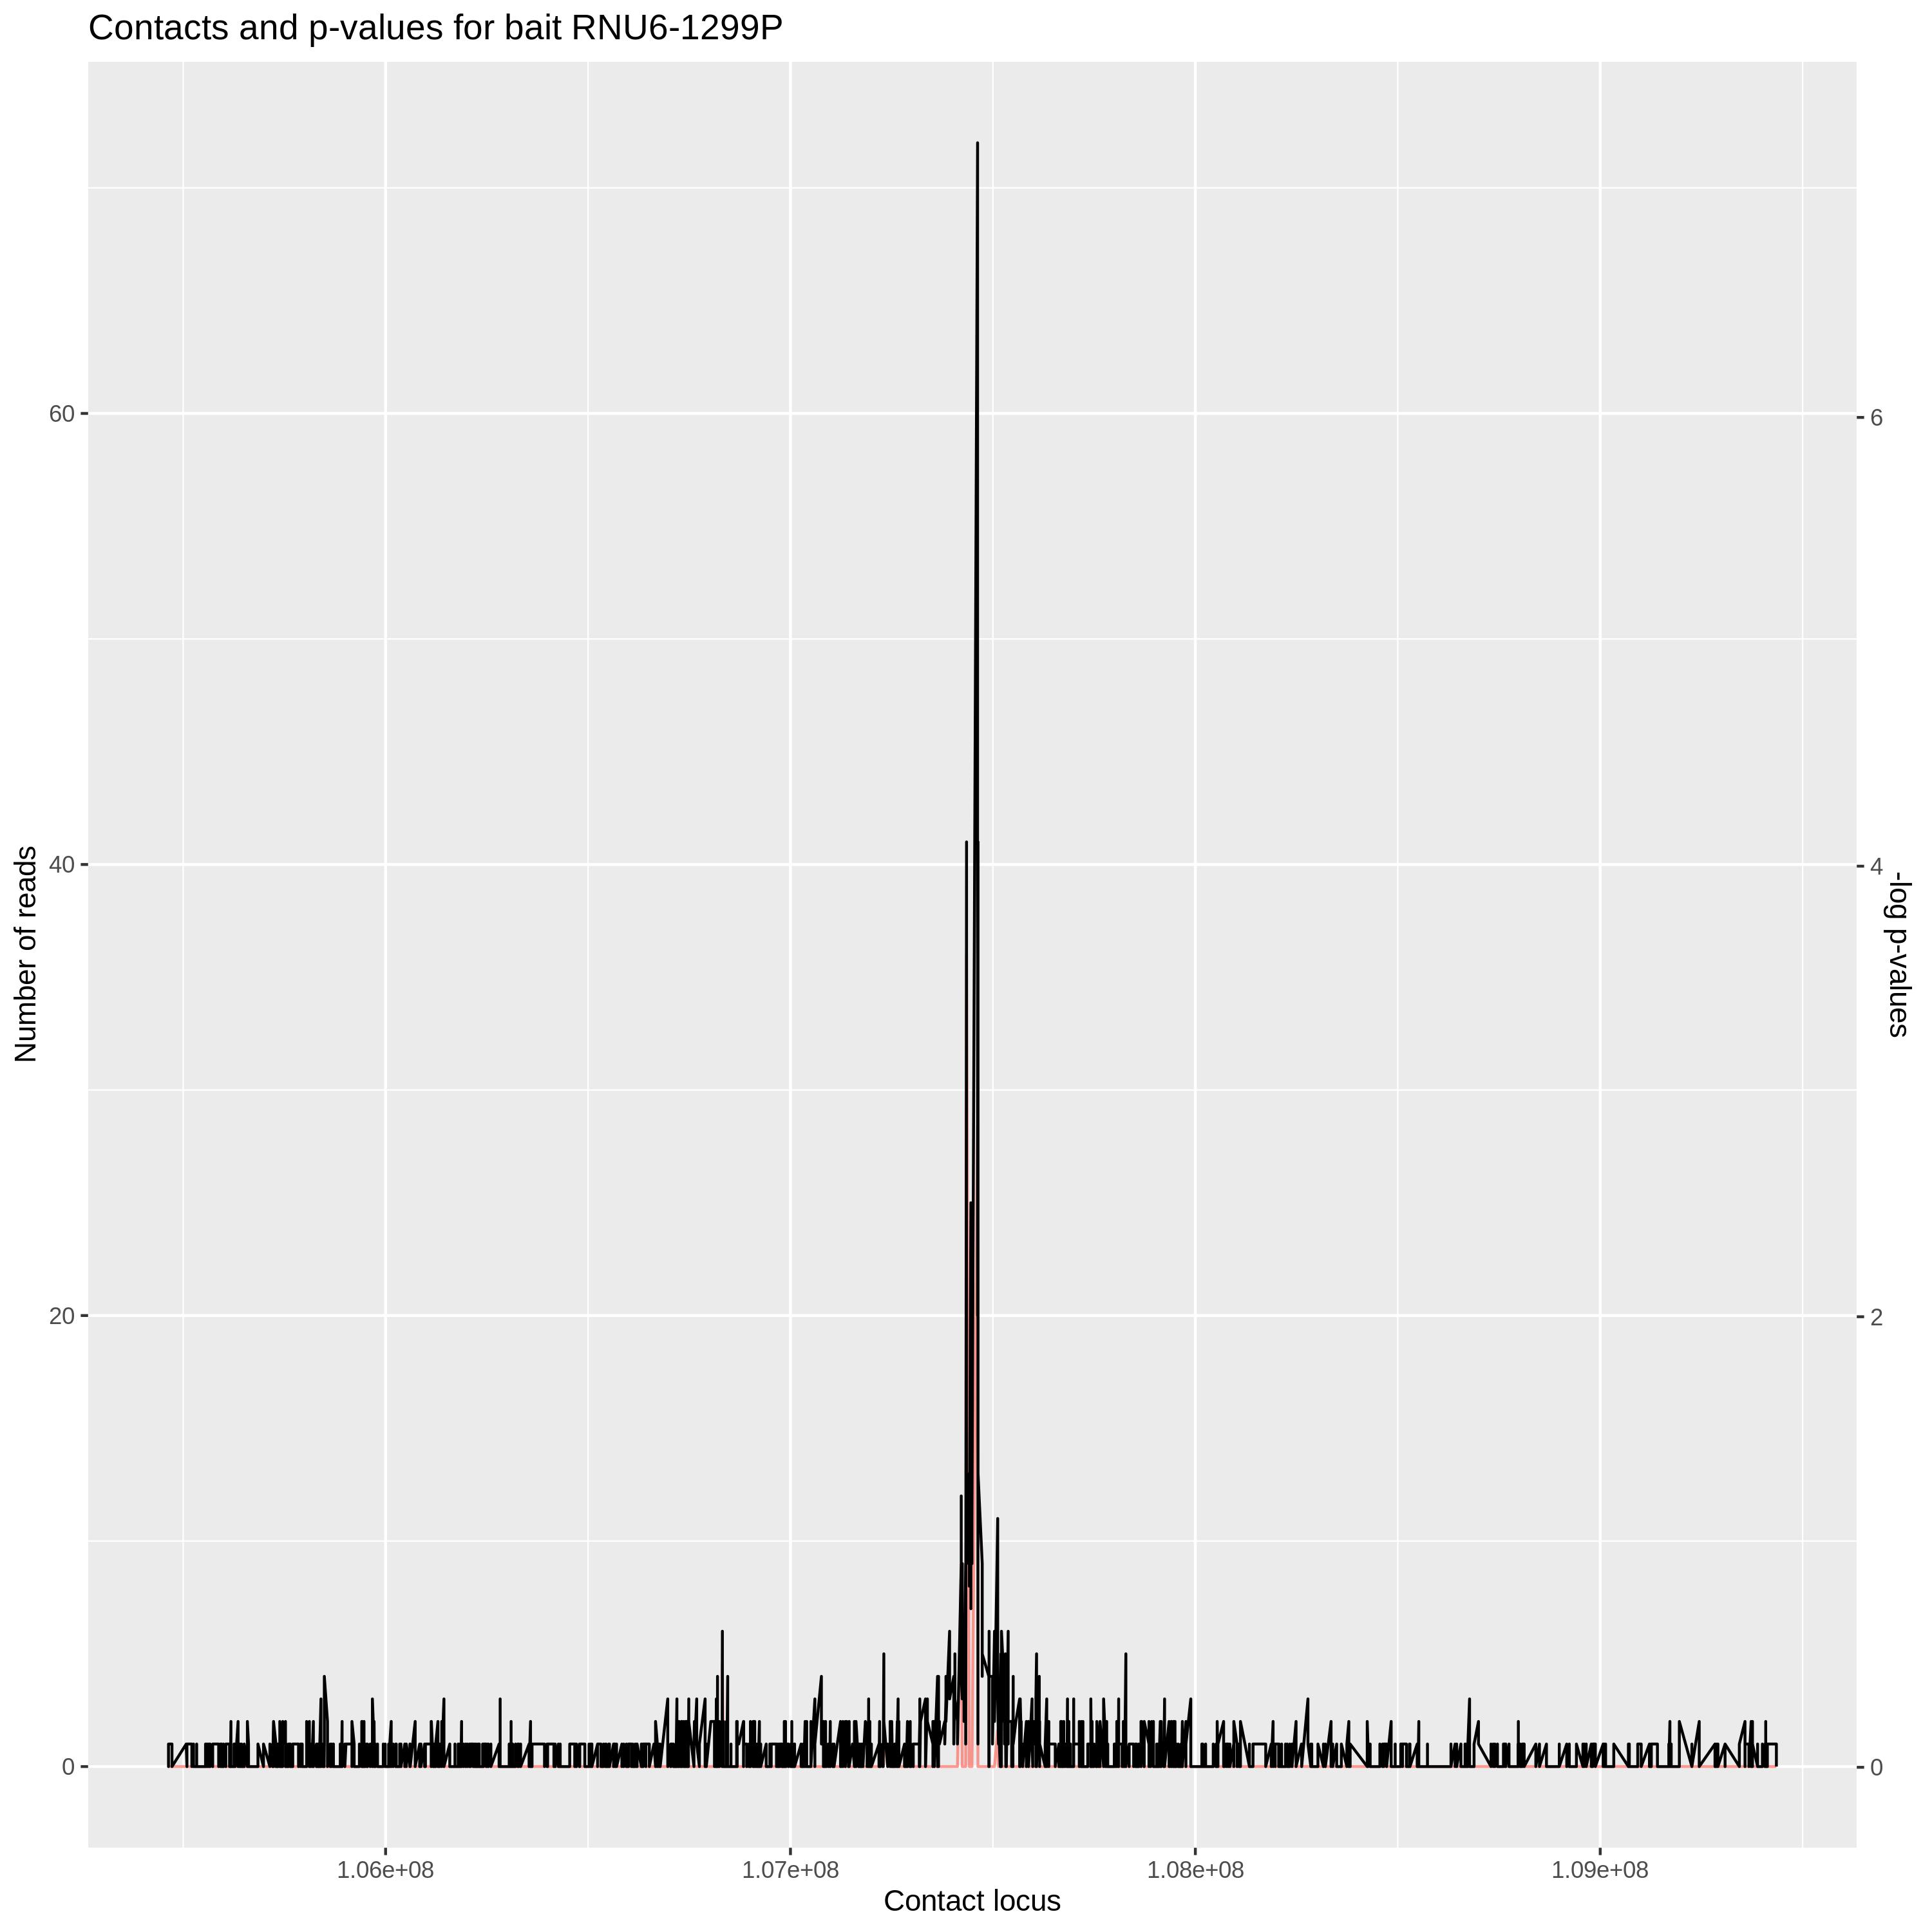 Contacts and p-values for bait RNU6-1299P
60
40
20
0
Number of reads
6
4
2
0
-log p-values
1.06e+08
1.07e+08
1.08e+08
1.09e+08
Contact locus